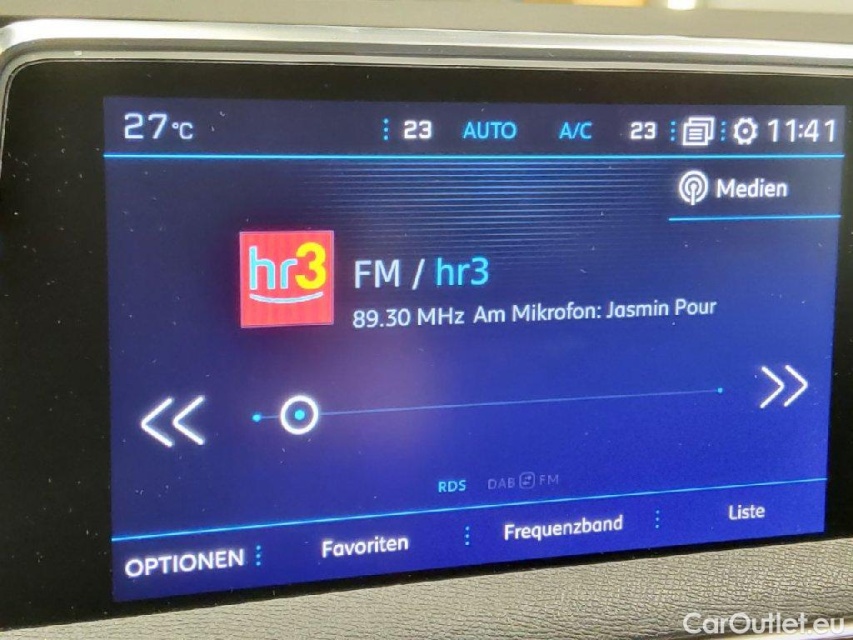 27°C 23 AUTO A/C 23 11:41
Medien
hr3
FM / hr3
89.30 MHz Am Mikrofon: Jasmin Pour
RDS DAB FM
OPTIONEN Favoriten Frequenzband Liste
CarOutlet.eu